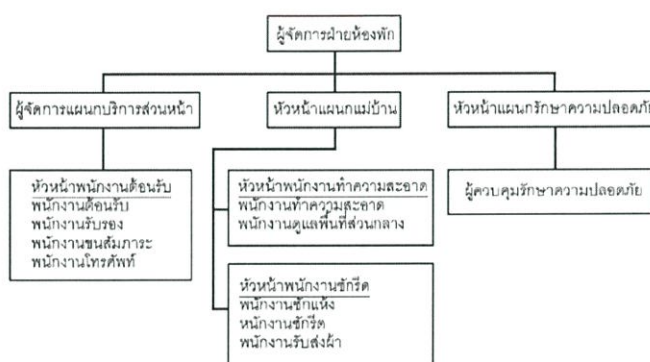 ผู้จัดการฝ่ายห้องพัก
ผู้จัดการแผนกบริการส่วนหน้า
หัวหน้าแผนกแม่บ้าน
หัวหน้าแผนกรักษาความปลอดภัย
หัวหน้าพนักงานต้อนรับ
พนักงานต้อนรับ
พนักงานรับรอง
พนักงานขนสัมภาระ
พนักงานโทรศัพท์
หัวหน้าพนักงานทำความสะอาด
พนักงานทำความสะอาด
พนักงานดูแลพื้นที่ส่วนกลาง
ผู้ควบคุมรักษาความปลอดภัย
หัวหน้าพนักงานซักรีด
พนักงานซักแห้ง
หนักงานซักรีด
พนักงานรับส่งผ้า